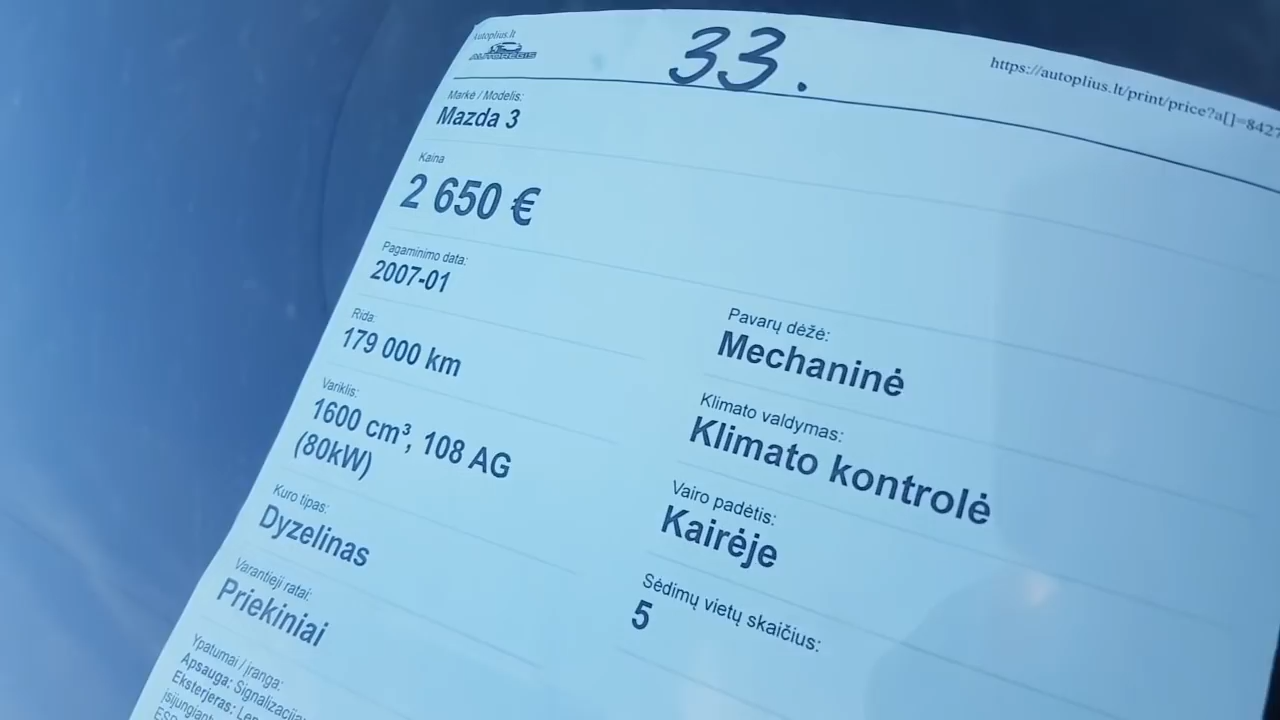 Autoplius.lt
AUTOREGIS
33.
https://autoplius.lt/print/price?a[]=8427
Markė / Modelis:
Mazda 3
Kaina
2 650 €
Pagaminimo data:
2007-01
Rida:
179 000 km
Variklis:
1600 cm³, 108 AG
(80kW)
Kuro tipas:
Dyzelinas
Varantieji ratai:
Priekiniai
Pavarų dėžė:
Mechaninė
Klimato valdymas:
Klimato kontrolė
Vairo padėtis:
Kairėje
Sėdimų vietų skaičius:
5
Ypatumai / įranga:
Apsauga: Signalizacija
Eksterjeras: